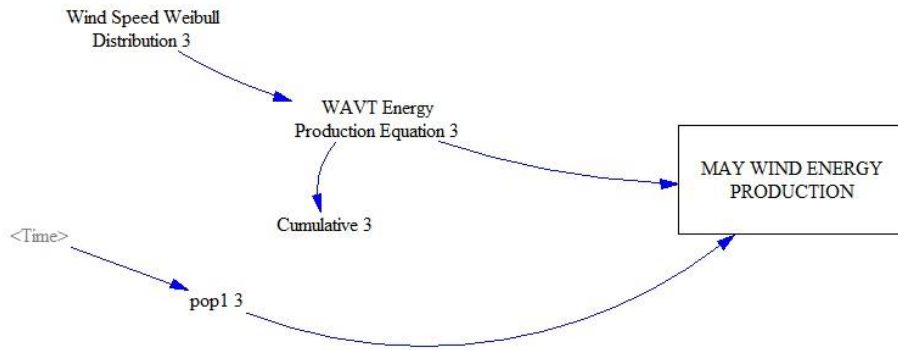 Wind Speed Weibull
Distribution 3
WAVT Energy
Production Equation 3
MAY WIND ENERGY
PRODUCTION
Cumulative 3
<Time>
pop1 3